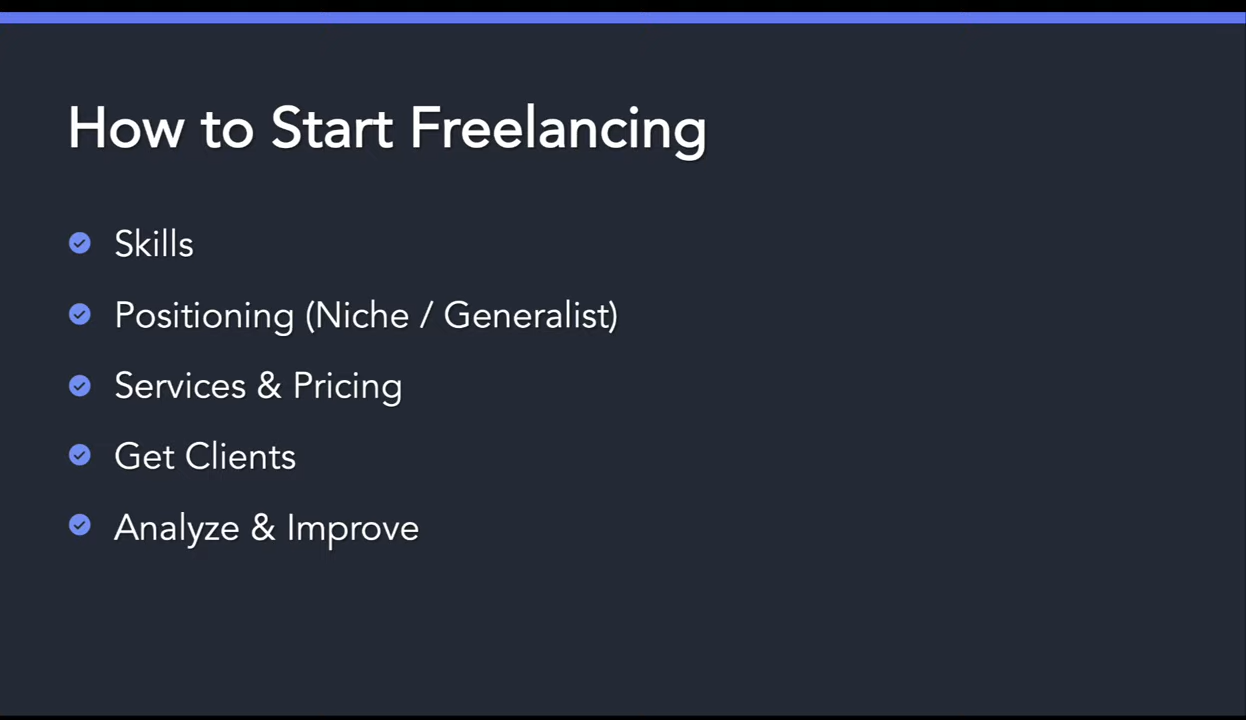 How to Start Freelancing
Skills
Positioning (Niche / Generalist)
Services & Pricing
Get Clients
Analyze & Improve